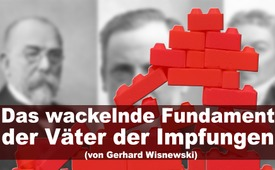 Das wackelnde Fundament
der Väter der Impfungen
(von Gerhard Wisnewski)